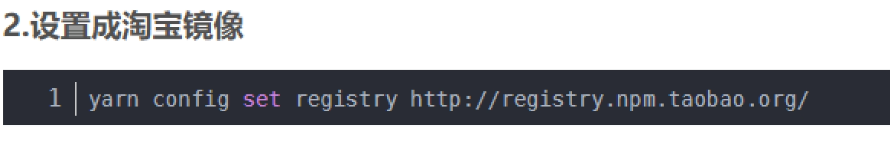 2.设置成淘宝镜像
1 yarn config set registry http://registry.npm.taobao.org/